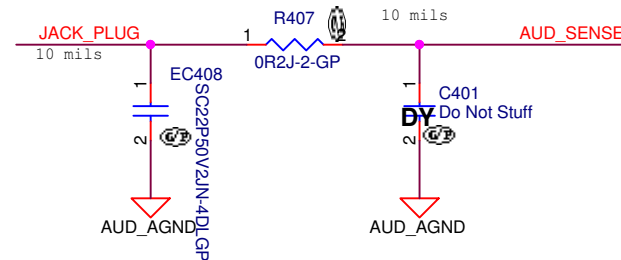 R407
10 mils
JACK_PLUG
1
2
AUD_SENSE
10 mils
0R2J-2-GP
EC408
1
2
SC22P50V2JN-4DLGP
G/P
AUD_AGND
C401
1
Do Not Stuff
DY
2
G/P
AUD_AGND